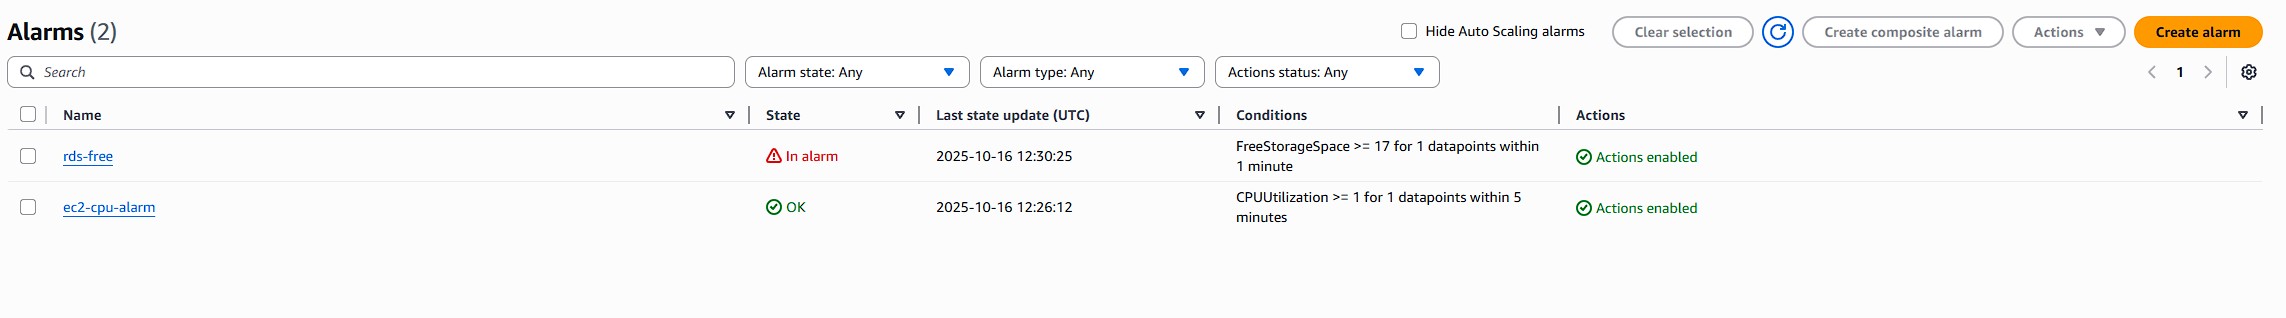 Alarms (2)
Hide Auto Scaling alarms
Clear selection
Create composite alarm
Actions
Create alarm
Search
Alarm state: Any
Alarm type: Any
Actions status: Any
1
Name
State
Last state update (UTC)
Conditions
Actions
rds-free
In alarm
2025-10-16 12:30:25
FreeStorageSpace >= 17 for 1 datapoints within
1 minute
Actions enabled
ec2-cpu-alarm
OK
2025-10-16 12:26:12
CPUUtilization >= 1 for 1 datapoints within 5
minutes
Actions enabled